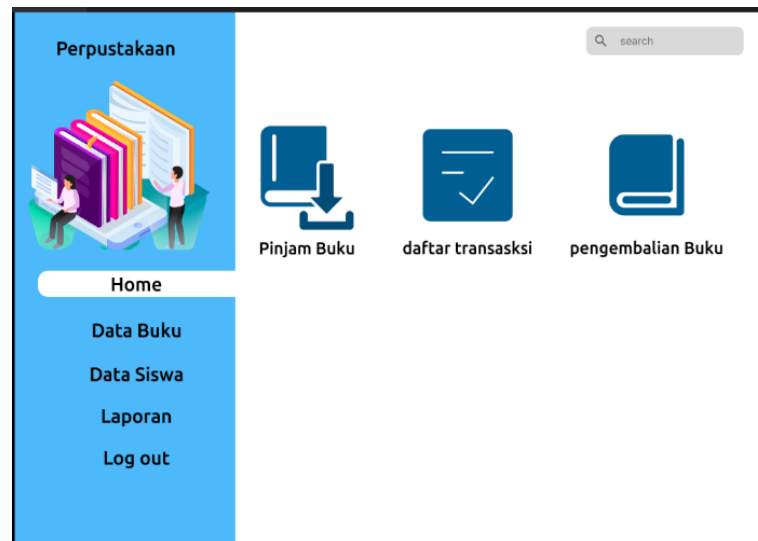 Perpustakaan
search
Pinjam Buku
daftar transasksi
pengembalian Buku
Home
Data Buku
Data Siswa
Laporan
Log out